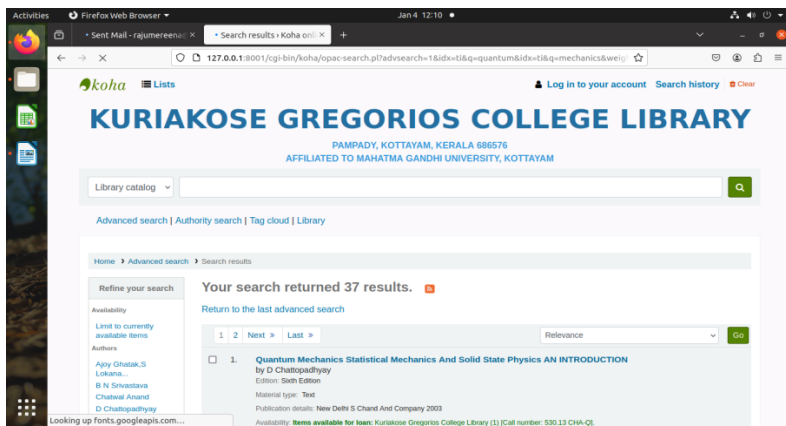 Activities Firefox Web Browser Jan 4 12:10
Sent Mail - rajumereena Search results › Koha onli
127.0.0.1:8001/cgi-bin/koha/opac-search.pl?advsearch=1&idx=ti&q=quantum&idx=ti&q=mechanics&weigl
koha Lists Log in to your account Search history Clear
KURIAKOSE GREGORIOS COLLEGE LIBRARY
PAMPADY, KOTTAYAM, KERALA 686576
AFFILIATED TO MAHATMA GANDHI UNIVERSITY, KOTTAYAM
Library catalog
Advanced search | Authority search | Tag cloud | Library
Home Advanced search Search results
Refine your search
Availability
Limit to currently
available items
Authors
Ajoy Ghatak,S
Lokana...
B N Srivastava
Chatwal Anand
D Chattopadhyay
Your search returned 37 results.
Return to the last advanced search
1 2 Next » Last » Relevance Go
1. Quantum Mechanics Statistical Mechanics And Solid State Physics AN INTRODUCTION
by D Chattopadhyay
Edition: Sixth Edition
Material type: Text
Publication details: New Delhi S Chand And Company 2003
Availability: Items available for loan: Kuriakose Gregorios College Library (1) [Call number: 530.13 CHA-Q].
Looking up fonts.googleapis.com...